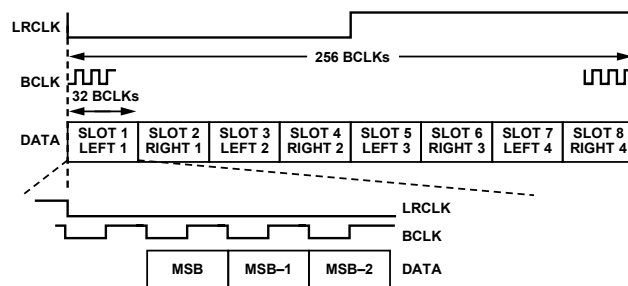 LRCLK
256 BCLKs
BCLK
32 BCLKs
DATA
SLOT 1 SLOT 2 SLOT 3 SLOT 4 SLOT 5 SLOT 6 SLOT 7 SLOT 8
LEFT 1 RIGHT 1 LEFT 2 RIGHT 2 LEFT 3 RIGHT 3 LEFT 4 RIGHT 4
LRCLK
BCLK
MSB MSB–1 MSB–2 DATA